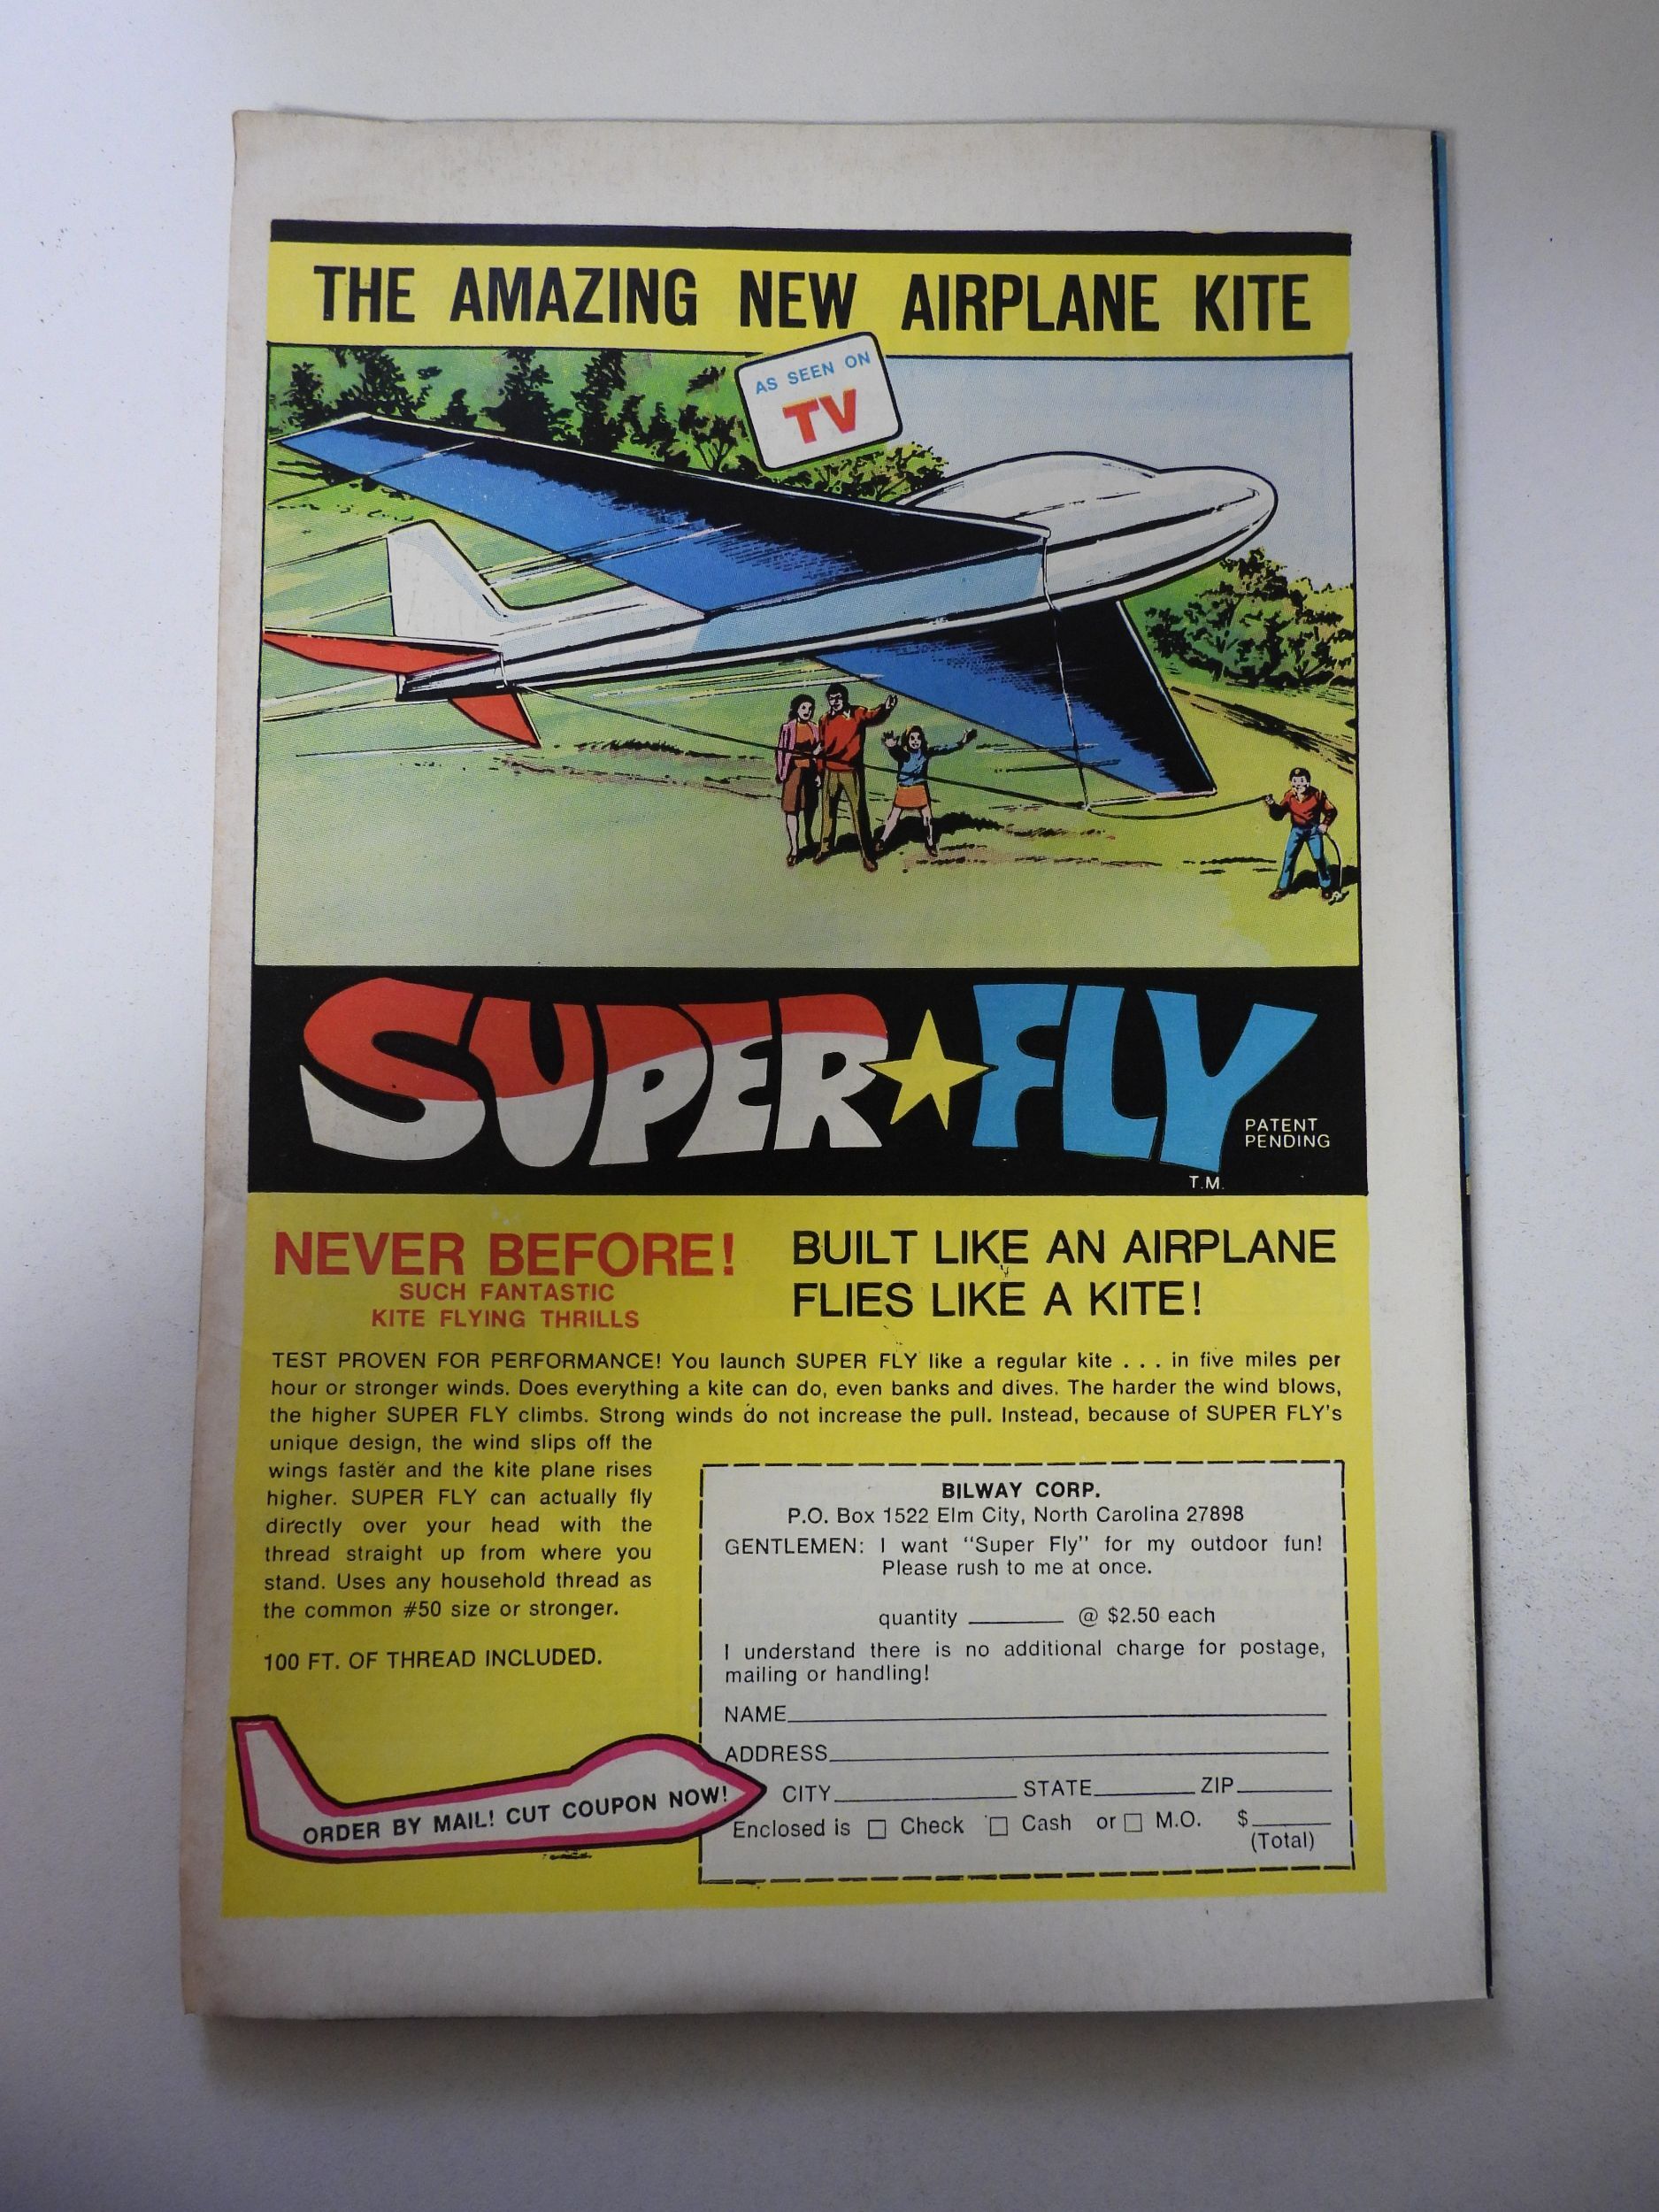 THE AMAZING NEW AIRPLANE KITE
AS SEEN ON
TV
SUPER FLY
PATENT
PENDING
T.M.
NEVER BEFORE!
SUCH FANTASTIC
KITE FLYING THRILLS
BUILT LIKE AN AIRPLANE
FLIES LIKE A KITE!
TEST PROVEN FOR PERFORMANCE! You launch SUPER FLY like a regular kite . . . in five miles per
hour or stronger winds. Does everything a kite can do, even banks and dives. The harder the wind blows,
the higher SUPER FLY climbs. Strong winds do not increase the pull. Instead, because of SUPER FLY's
unique design, the wind slips off the
wings faster and the kite plane rises
higher. SUPER FLY can actually fly
directly over your head with the
thread straight up from where you
stand. Uses any household thread as
the common #50 size or stronger.
100 FT. OF THREAD INCLUDED.
ORDER BY MAIL! CUT COUPON NOW!
BILWAY CORP.
P.O. Box 1522 Elm City, North Carolina 27898
GENTLEMEN: I want "Super Fly" for my outdoor fun!
Please rush to me at once.
quantity ______ @ $2.50 each
I understand there is no additional charge for postage,
mailing or handling!
NAME
ADDRESS
CITY STATE ZIP
Enclosed is □ Check □ Cash or □ M.O. $
(Total)